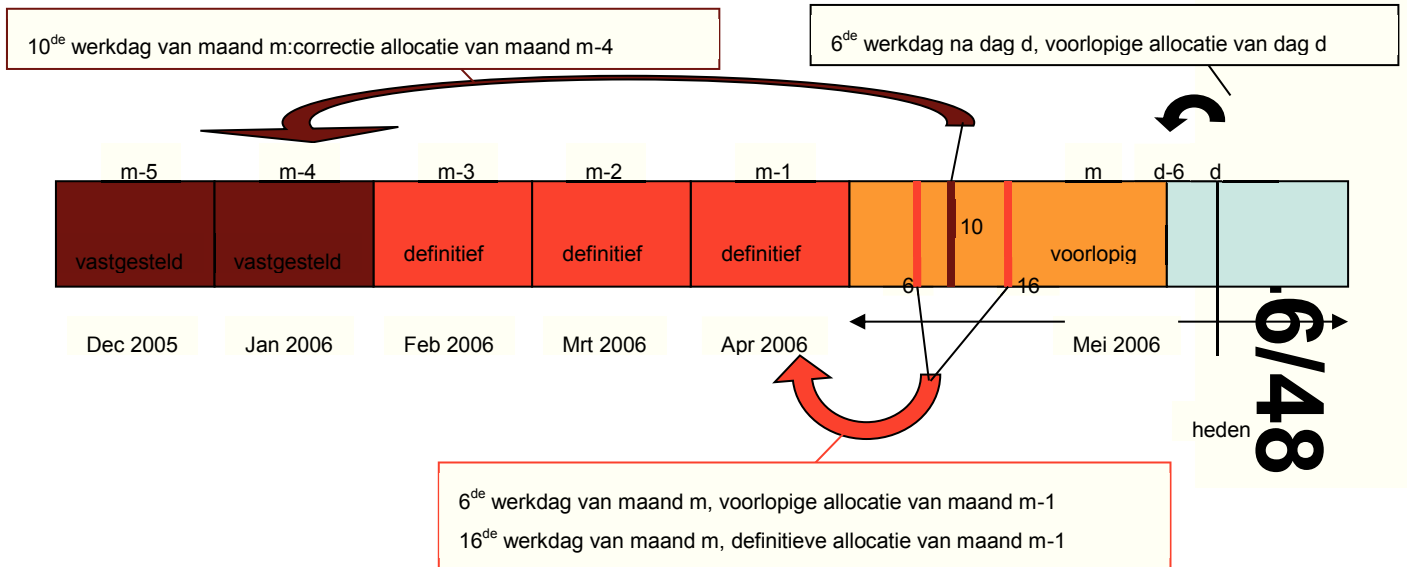 10de werkdag van maand m:correctie allocatie van maand m-4
6de werkdag na dag d, voorlopige allocatie van dag d
m-5 m-4 m-3 m-2 m-1 m d-6 d
vastgesteld vastgesteld definitief definitief definitief 10 voorlopig
6 16
Dec 2005 Jan 2006 Feb 2006 Mrt 2006 Apr 2006 Mei 2006
heden
6/48
6de werkdag van maand m, voorlopige allocatie van maand m-1
16de werkdag van maand m, definitieve allocatie van maand m-1